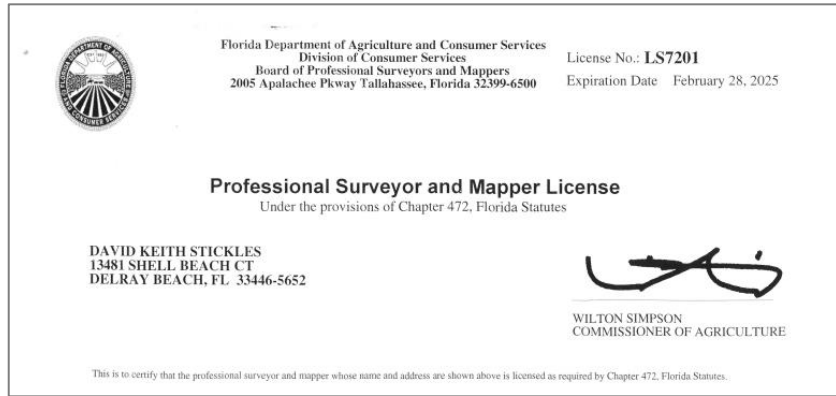 Florida Department of Agriculture and Consumer Services
Division of Consumer Services
Board of Professional Surveyors and Mappers
2005 Apalachee Pkway Tallahassee, Florida 32399-6500
License No.: LS7201
Expiration Date February 28, 2025
Professional Surveyor and Mapper License
Under the provisions of Chapter 472, Florida Statutes
DAVID KEITH STICKLES
13481 SHELL BEACH CT
DELRAY BEACH, FL 33446-5652
WILTON SIMPSON
COMMISSIONER OF AGRICULTURE
This is to certify that the professional surveyor and mapper whose name and address are shown above is licensed as required by Chapter 472, Florida Statutes.